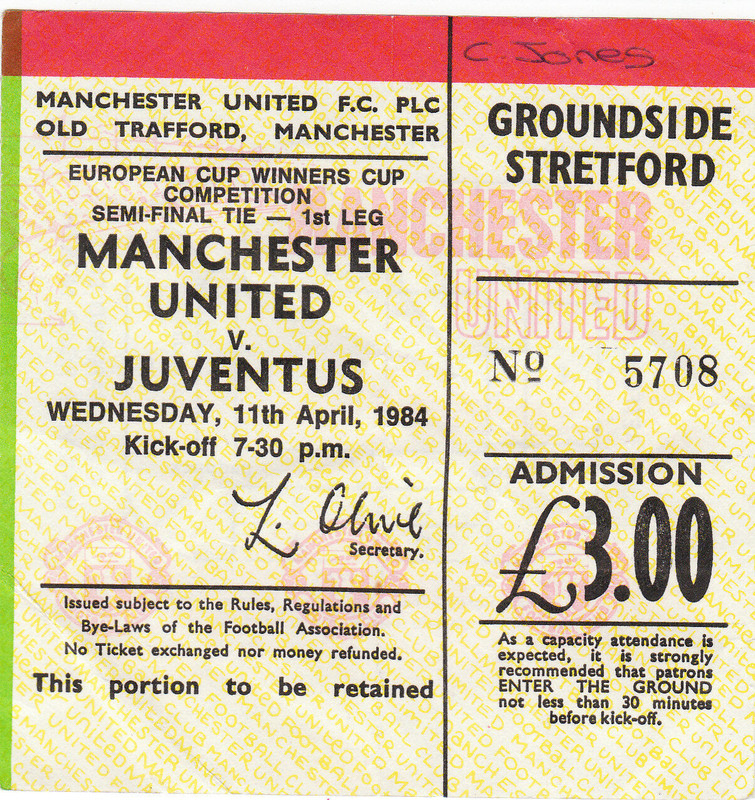 MANCHESTER UNITED F.C. PLC
OLD TRAFFORD, MANCHESTER
EUROPEAN CUP WINNERS CUP
COMPETITION
SEMI-FINAL TIE — 1st LEG
MANCHESTER
UNITED
V.
JUVENTUS
WEDNESDAY, 11th April, 1984
Kick-off 7-30 p.m.
L. Olive
Secretary.
Issued subject to the Rules, Regulations and
Bye-Laws of the Football Association.
No Ticket exchanged nor money refunded.
This portion to be retained
C. Jones
GROUNDSIDE
STRETFORD
MANCHESTER
UNITED
Nº 5708
ADMISSION
£3.00
As a capacity attendance is
expected, it is strongly
recommended that patrons
ENTER THE GROUND
not less than 30 minutes
before kick-off.